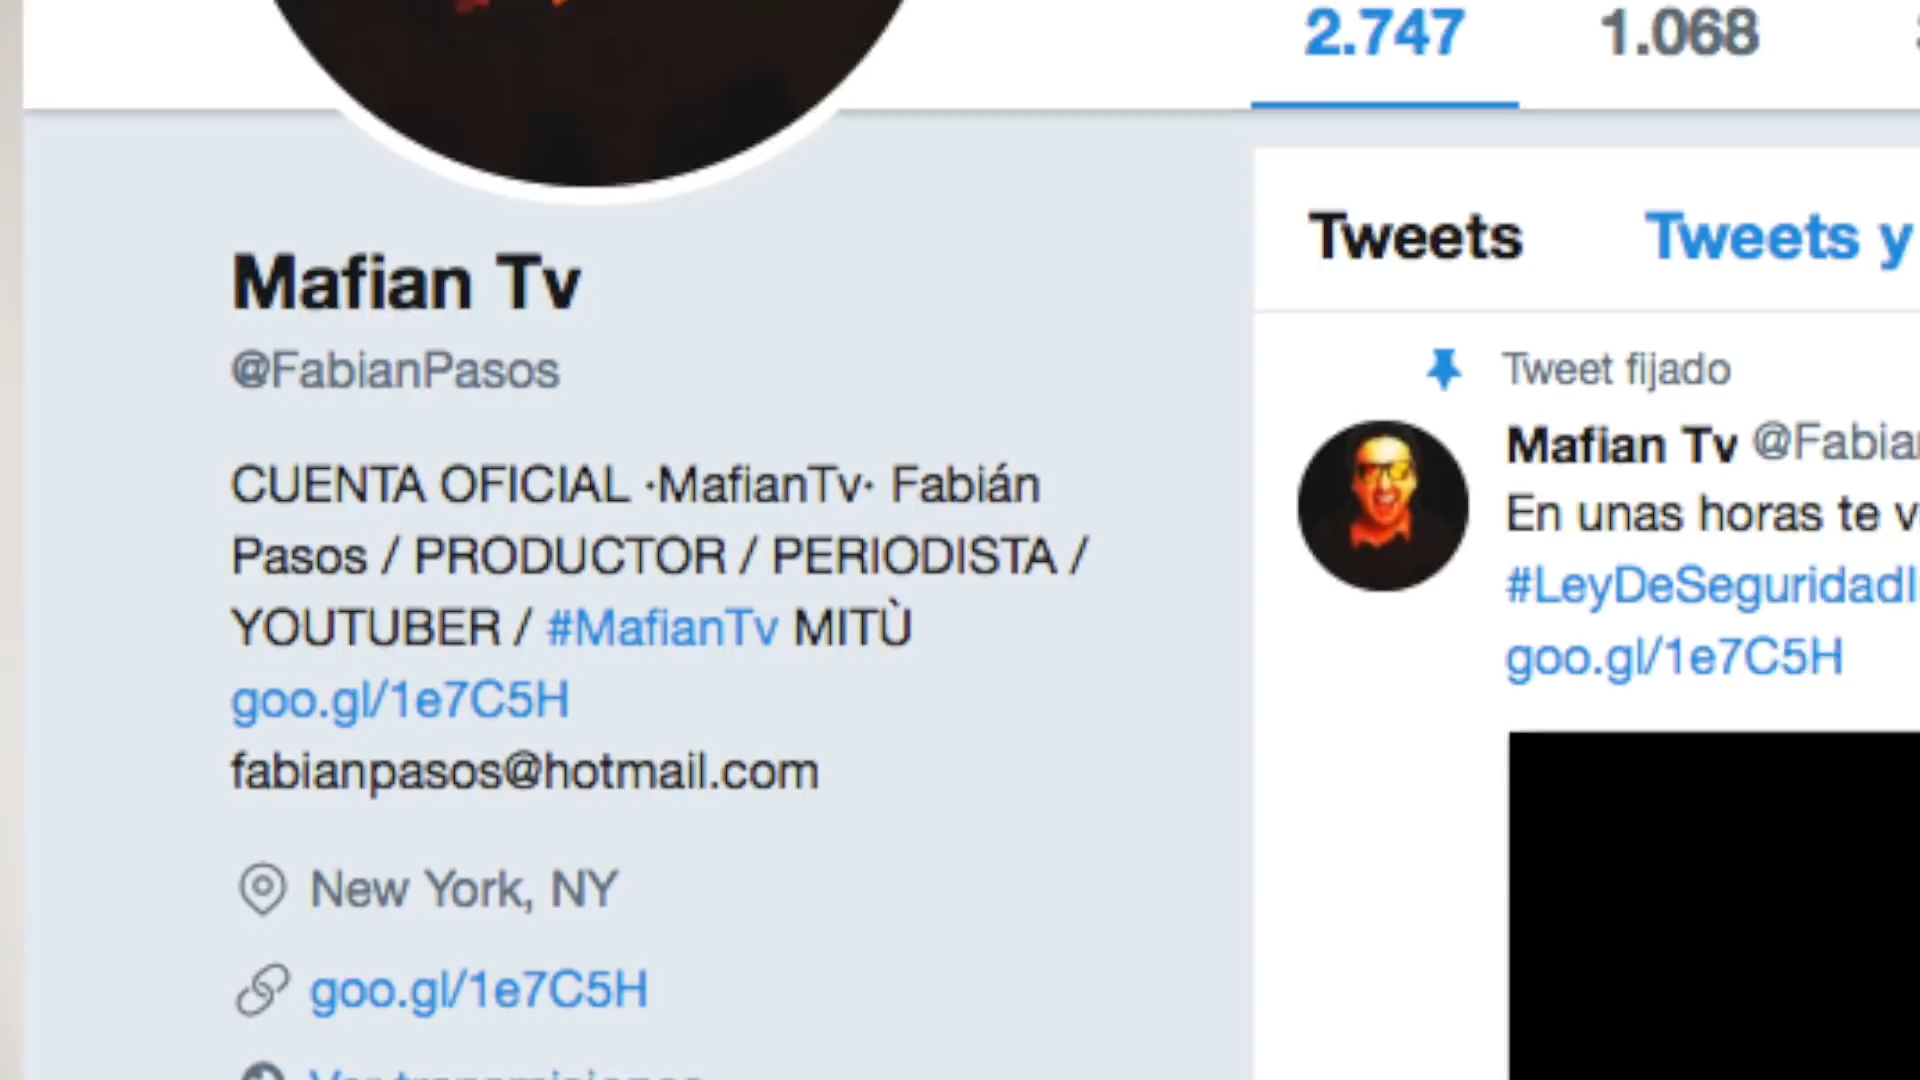 2.747 1.068
Mafian Tv
@FabianPasos
CUENTA OFICIAL ·MafianTv· Fabián
Pasos / PRODUCTOR / PERIODISTA /
YOUTUBER / #MafianTv MITÙ
goo.gl/1e7C5H
fabianpasos@hotmail.com
New York, NY
goo.gl/1e7C5H
Tweets Tweets y
Tweet fijado
Mafian Tv @Fabia
En unas horas te v
#LeyDeSeguridadI
goo.gl/1e7C5H